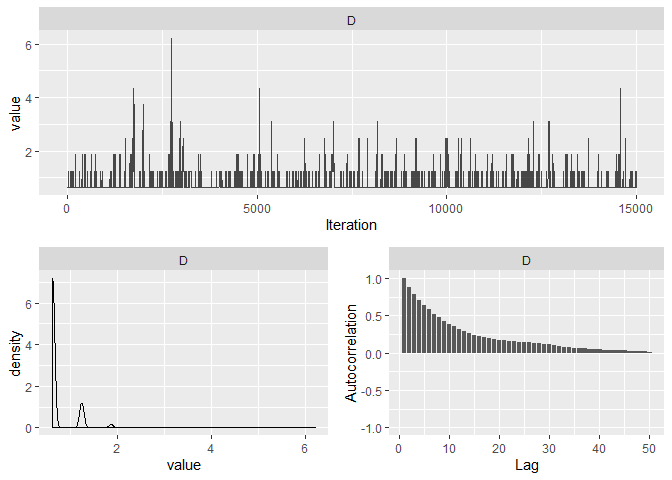 D
6
4
2
value
0 5000 10000 15000
Iteration
D
6
4
2
0
density
2 4 6
value
D
1.0
0.5
0.0
-0.5
-1.0
Autocorrelation
0 10 20 30 40 50
Lag